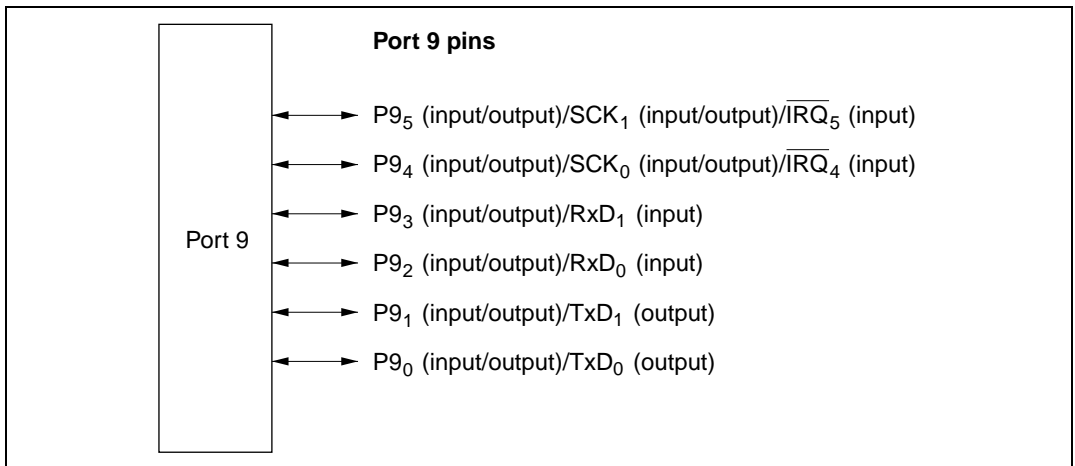 Port 9 pins
P9₅ (input/output)/SCK₁ (input/output)/I̅R̅Q̅₅ (input)
P9₄ (input/output)/SCK₀ (input/output)/I̅R̅Q̅₄ (input)
P9₃ (input/output)/RxD₁ (input)
Port 9
P9₂ (input/output)/RxD₀ (input)
P9₁ (input/output)/TxD₁ (output)
P9₀ (input/output)/TxD₀ (output)